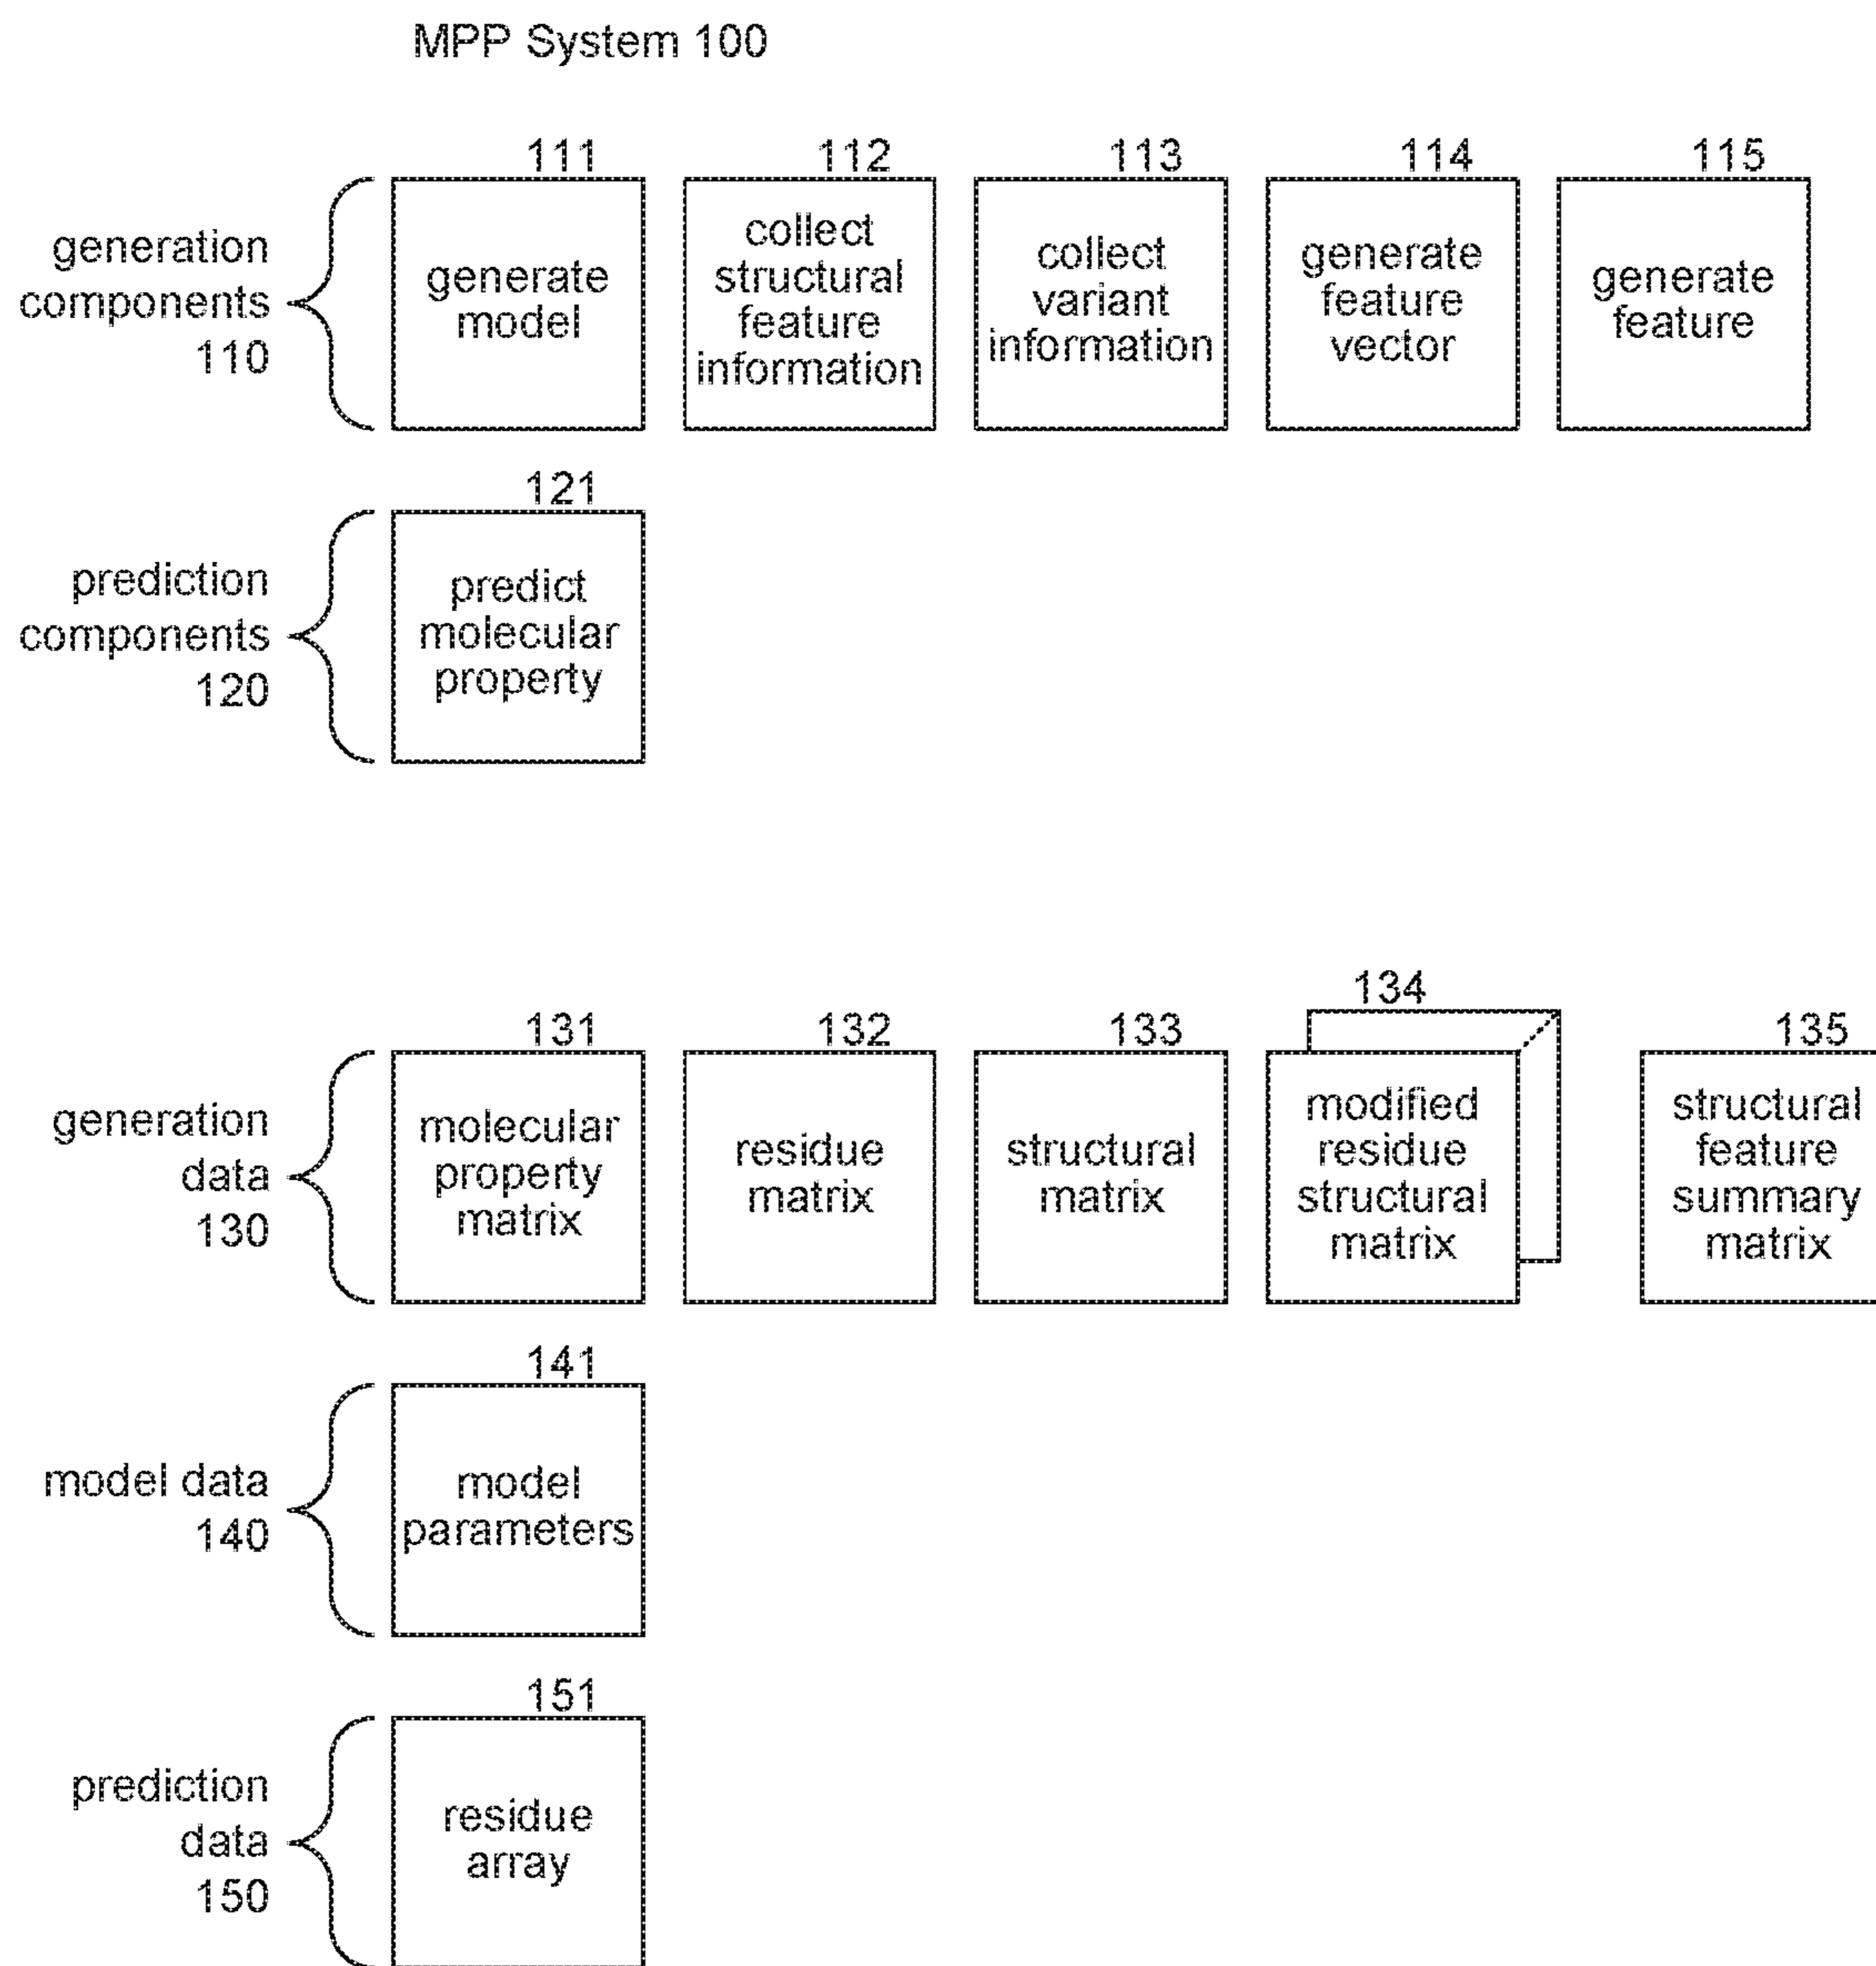 MPP System 100
111
112
113
114
115
generation
components
110
generate
model
collect
structural
feature
information
collect
variant
information
generate
feature
vector
generate
feature
121
prediction
components
120
predict
molecular
property
131
132
133
134
135
generation
data
130
molecular
property
matrix
residue
matrix
structural
matrix
modified
residue
structural
matrix
structural
feature
summary
matrix
141
model data
140
model
parameters
151
prediction
data
150
residue
array